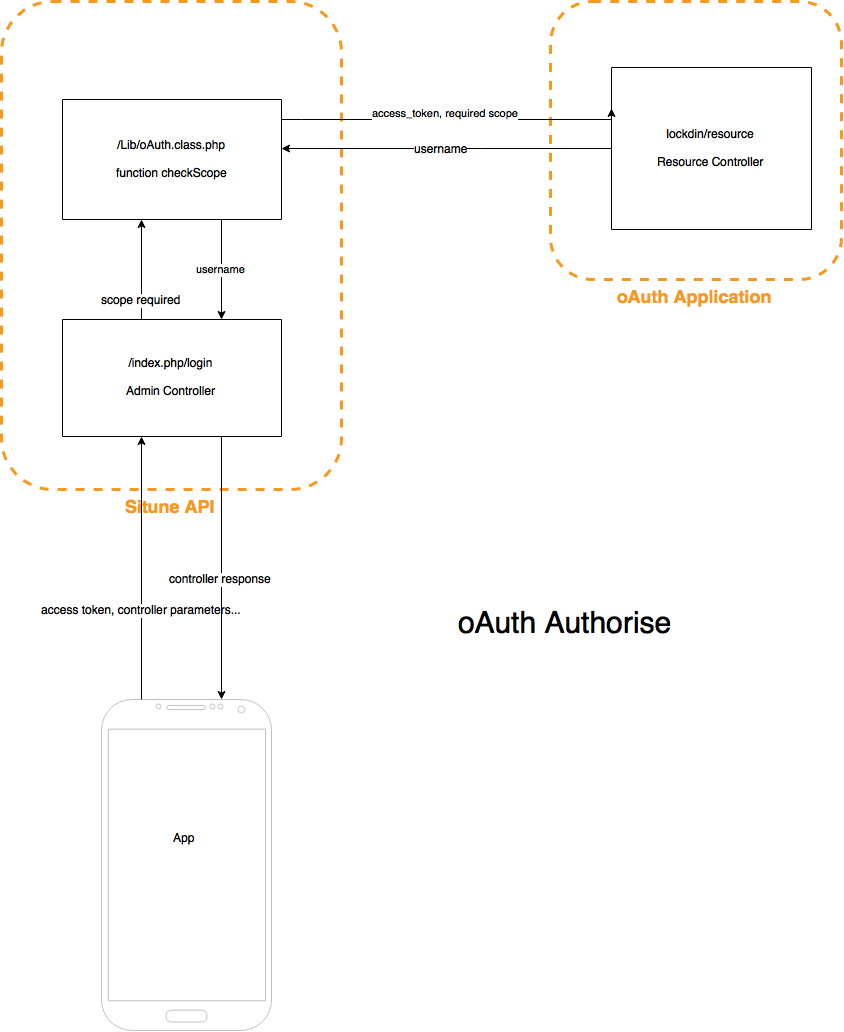 access_token, required scope
/Lib/oAuth.class.php
function checkScope
lockdin/resource
Resource Controller
username
username
scope required
oAuth Application
/index.php/login
Admin Controller
Situne API
controller response
access token, controller parameters...
oAuth Authorise
App